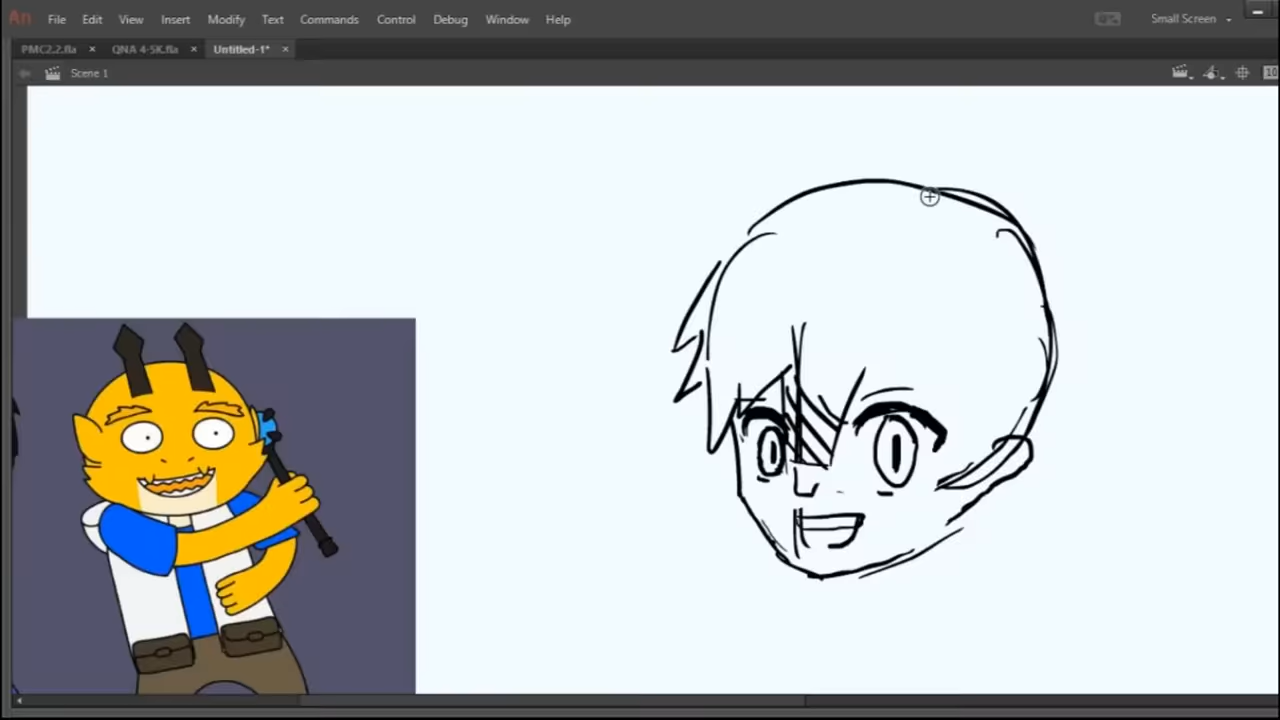 An File Edit View Insert Modify Text Commands Control Debug Window Help Small Screen
PMC2.2.fla × QNA 4-5K.fla × Untitled-1* ×
Scene 1